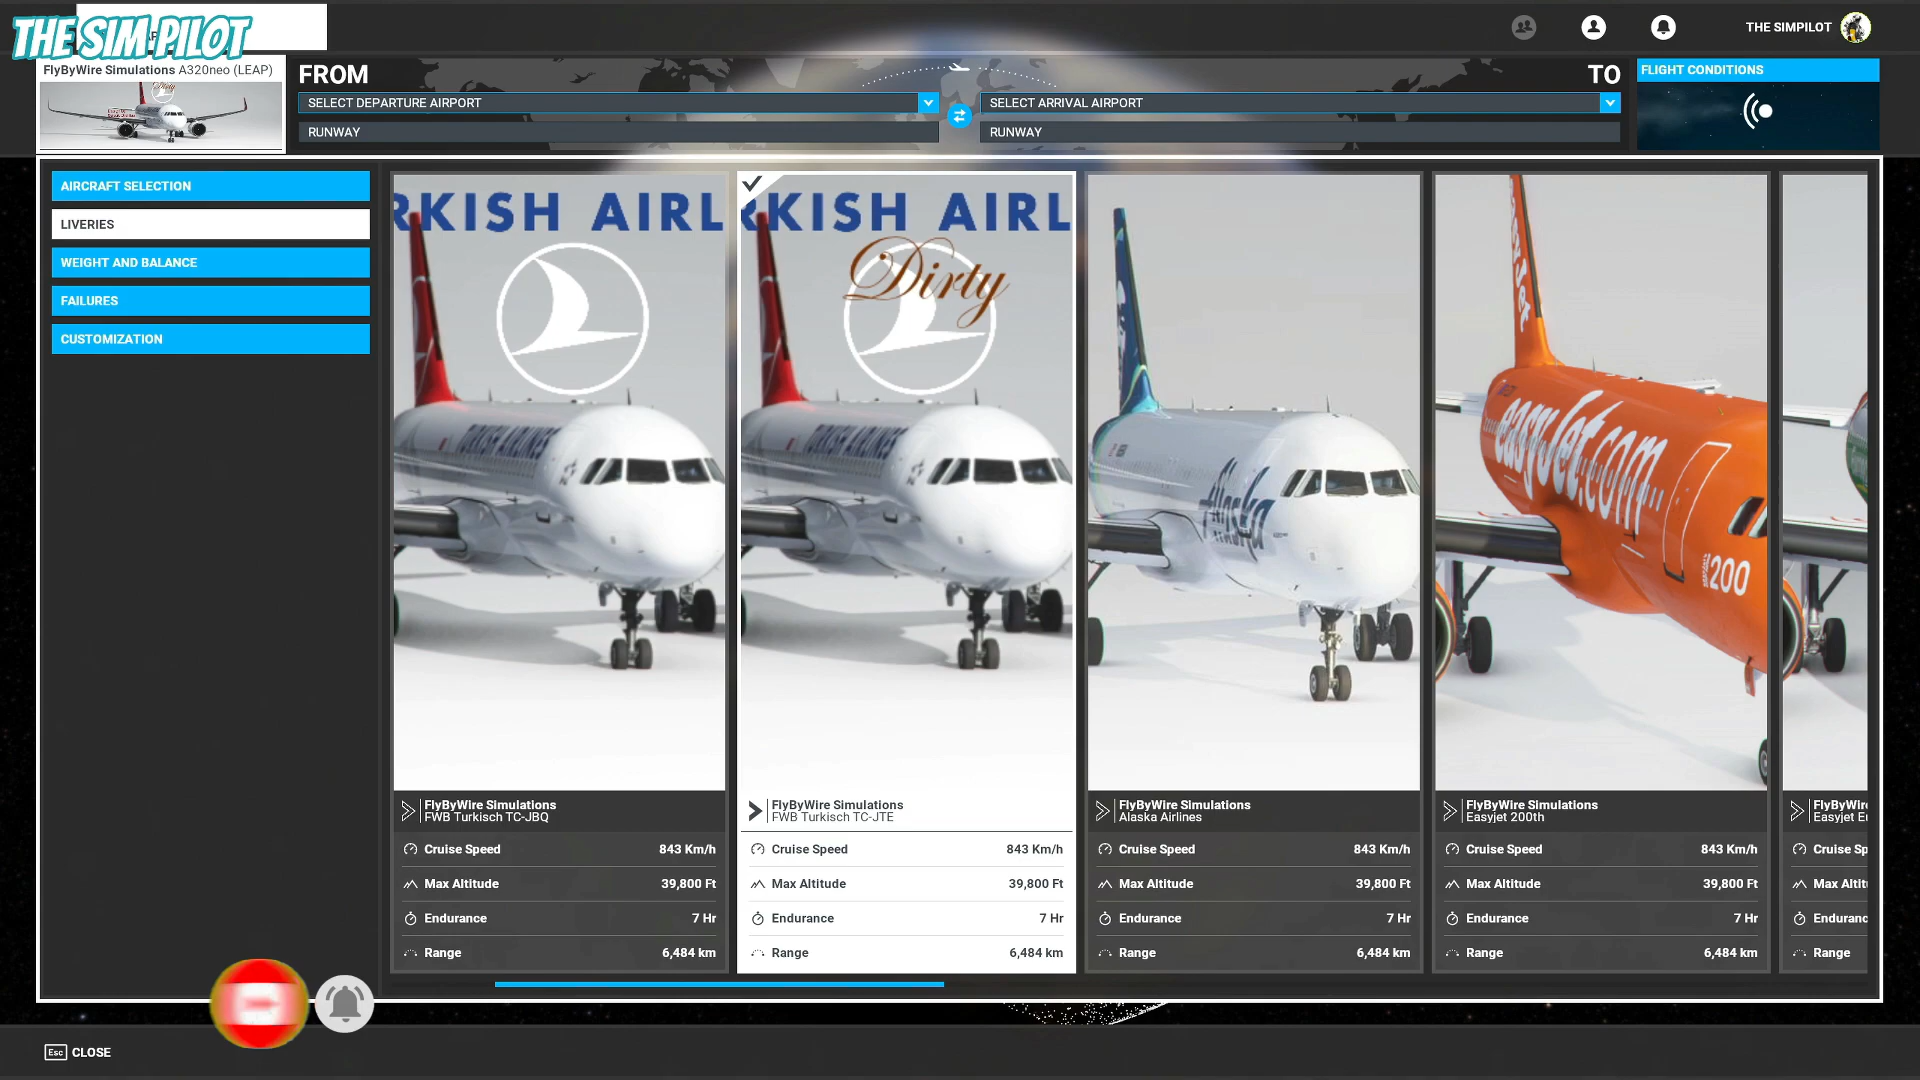 THE SIM PILOT
THE SIMPILOT
FlyByWire Simulations A320neo (LEAP)
FROM
TO
FLIGHT CONDITIONS
SELECT DEPARTURE AIRPORT
SELECT ARRIVAL AIRPORT
RUNWAY
RUNWAY
AIRCRAFT SELECTION
LIVERIES
WEIGHT AND BALANCE
FAILURES
CUSTOMIZATION
RKISH AIRL
RKISH AIRL
Dirty
Alaska
easyJet.com
200
FlyByWire Simulations
FWB Turkisch TC-JBQ
Cruise Speed 843 Km/h
Max Altitude 39,800 Ft
Endurance 7 Hr
Range 6,484 km
FlyByWire Simulations
FWB Turkisch TC-JTE
Cruise Speed 843 Km/h
Max Altitude 39,800 Ft
Endurance 7 Hr
Range 6,484 km
FlyByWire Simulations
Alaska Airlines
Cruise Speed 843 Km/h
Max Altitude 39,800 Ft
Endurance 7 Hr
Range 6,484 km
FlyByWire Simulations
Easyjet 200th
Cruise Speed 843 Km/h
Max Altitude 39,800 Ft
Endurance 7 Hr
Range 6,484 km
FlyByWire
Easyjet
Cruise Sp
Max Altit
Enduranc
Range
Esc CLOSE